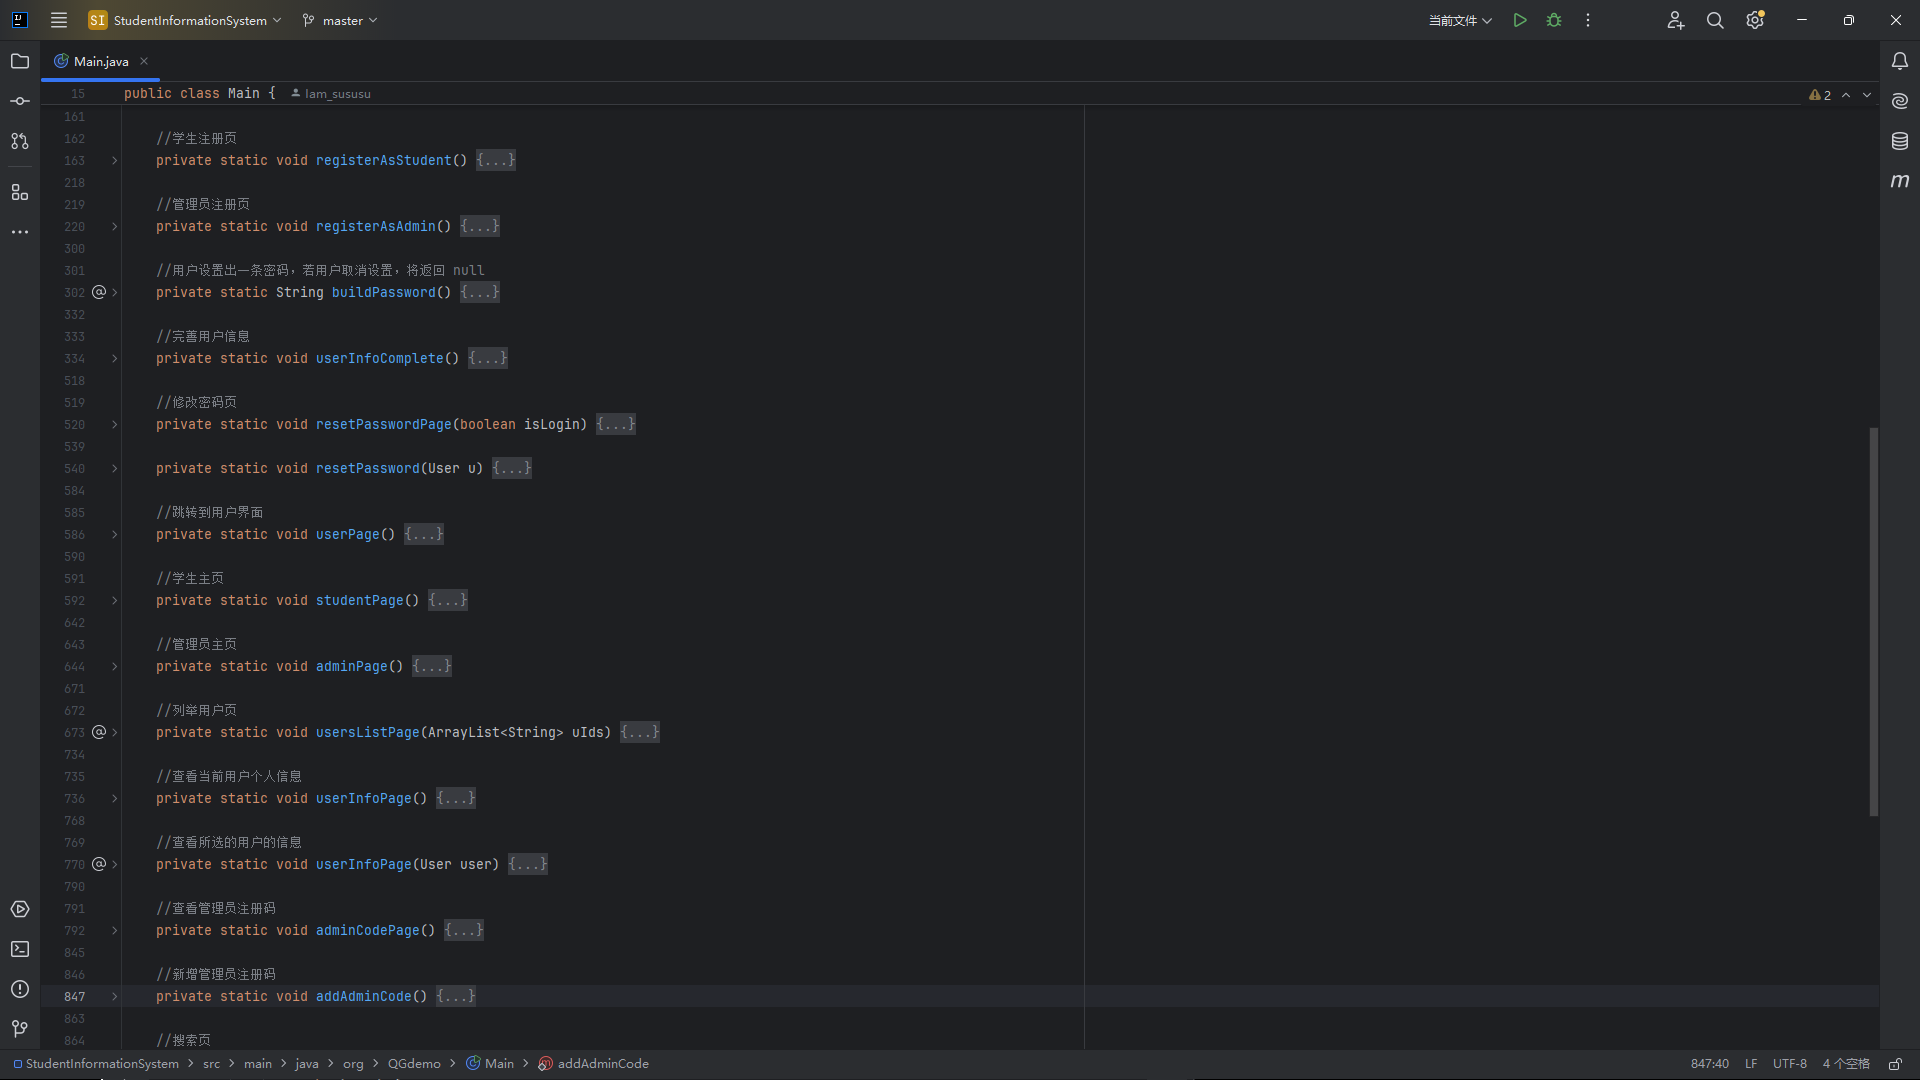 SI StudentInformationSystem master 当前文件
Main.java
15 public class Main { Iam_sususu 2
161
162 //学生注册页
163 private static void registerAsStudent() {...}
218
219 //管理员注册页
220 private static void registerAsAdmin() {...}
300
301 //用户设置出一条密码，若用户取消设置，将返回 null
302 private static String buildPassword() {...}
332
333 //完善用户信息
334 private static void userInfoComplete() {...}
518
519 //修改密码页
520 private static void resetPasswordPage(boolean isLogin) {...}
539
540 private static void resetPassword(User u) {...}
584
585 //跳转到用户界面
586 private static void userPage() {...}
590
591 //学生主页
592 private static void studentPage() {...}
642
643 //管理员主页
644 private static void adminPage() {...}
671
672 //列举用户页
673 private static void usersListPage(ArrayList<String> uIds) {...}
734
735 //查看当前用户个人信息
736 private static void userInfoPage() {...}
768
769 //查看所选的用户的信息
770 private static void userInfoPage(User user) {...}
790
791 //查看管理员注册码
792 private static void adminCodePage() {...}
845
846 //新增管理员注册码
847 private static void addAdminCode() {...}
863
864 //搜索页
StudentInformationSystem > src > main > java > org > QGdemo > Main > addAdminCode 847:40 LF UTF-8 4 个空格